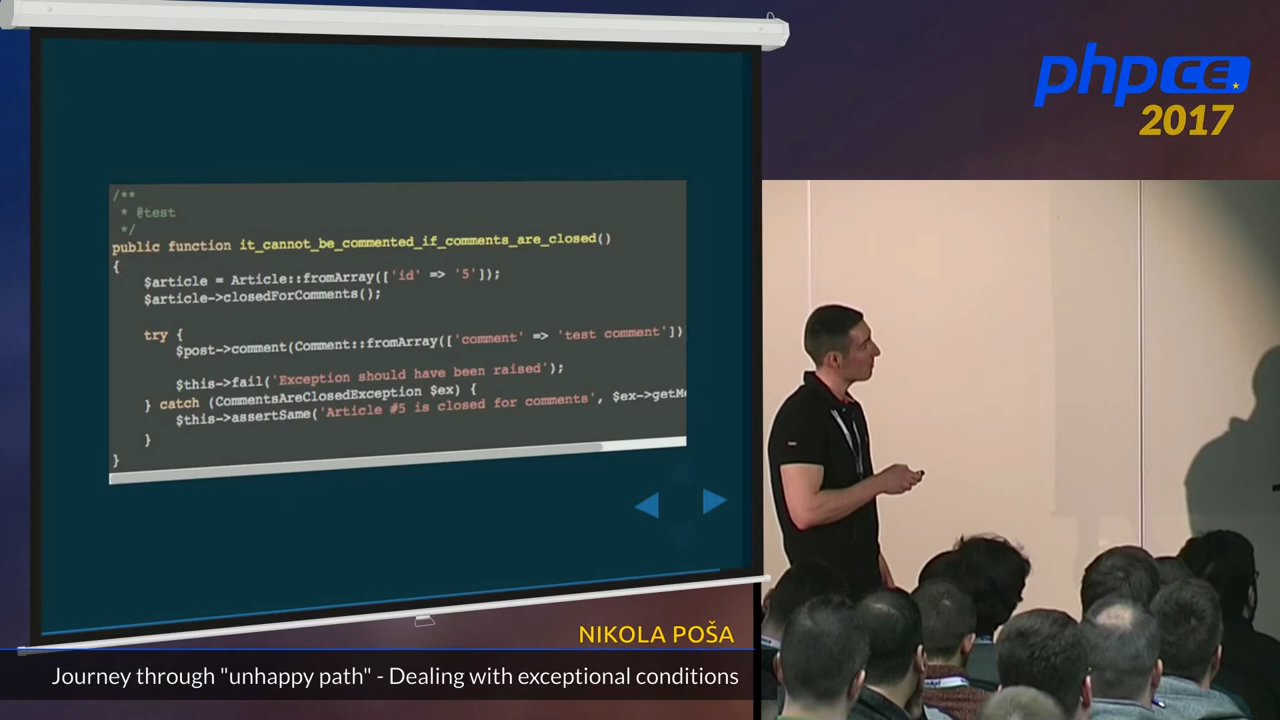 /**
 * @test
 */
public function it_cannot_be_commented_if_comments_are_closed()
{
    $article = Article::fromArray(['id' => '5']);
    $article->closedForComments();

    try {
        $post->comment(Comment::fromArray(['comment' => 'test comment'])

        $this->fail('Exception should have been raised');
    } catch (CommentsAreClosedException $ex) {
        $this->assertSame('Article #5 is closed for comments', $ex->getMe
    }
}
phpCE
2017
NIKOLA POŠA
Journey through "unhappy path" - Dealing with exceptional conditions